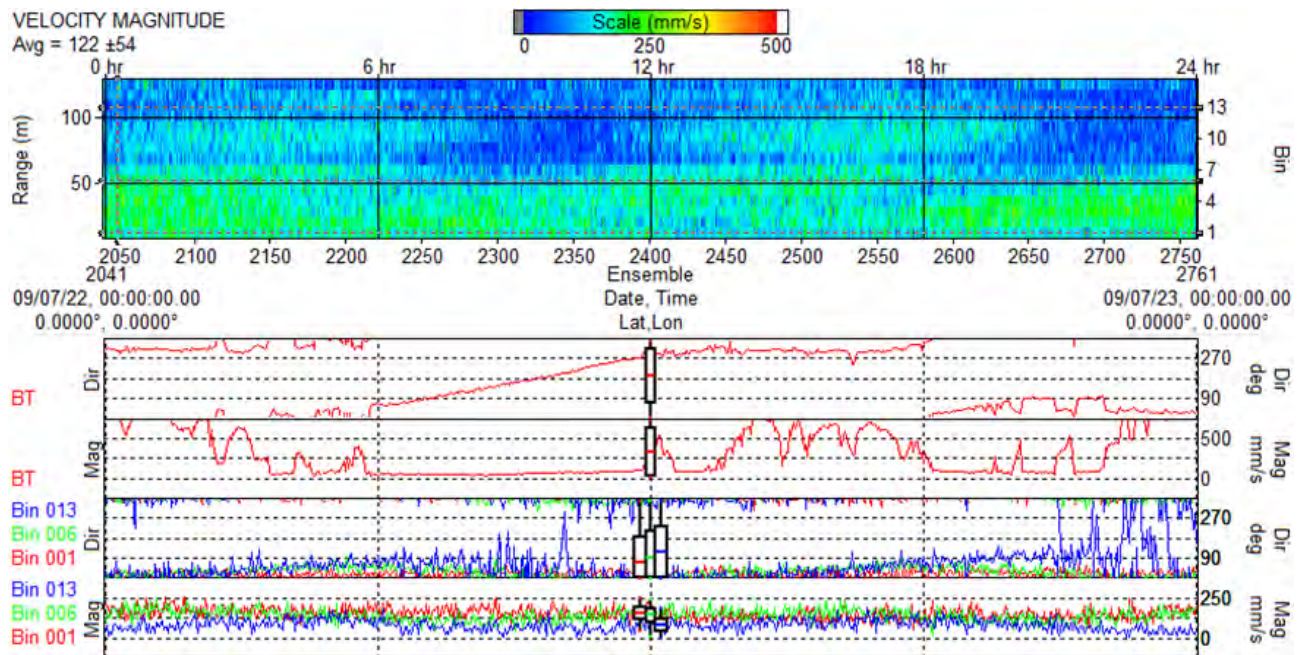 VELOCITY MAGNITUDE
Avg = 122 ±54
Scale (mm/s)
0 250 500
0 hr 6 hr 12 hr 18 hr 24 hr
Range (m)
100
50
13
10
7
4
1
Bin
2050 2100 2150 2200 2250 2300 2350 2400 2450 2500 2550 2600 2650 2700 2750
2041 Ensemble 2761
09/07/22, 00:00:00.00 Date, Time 09/07/23, 00:00:00.00
0.0000°, 0.0000° Lat,Lon 0.0000°, 0.0000°
BT Dir 270 90 deg Dir
BT Mag 500 0 mm/s Mag
Bin 013
Bin 006
Bin 001
Dir 270 90 deg Dir
Bin 013
Bin 006
Bin 001
Mag 250 0 mm/s Mag